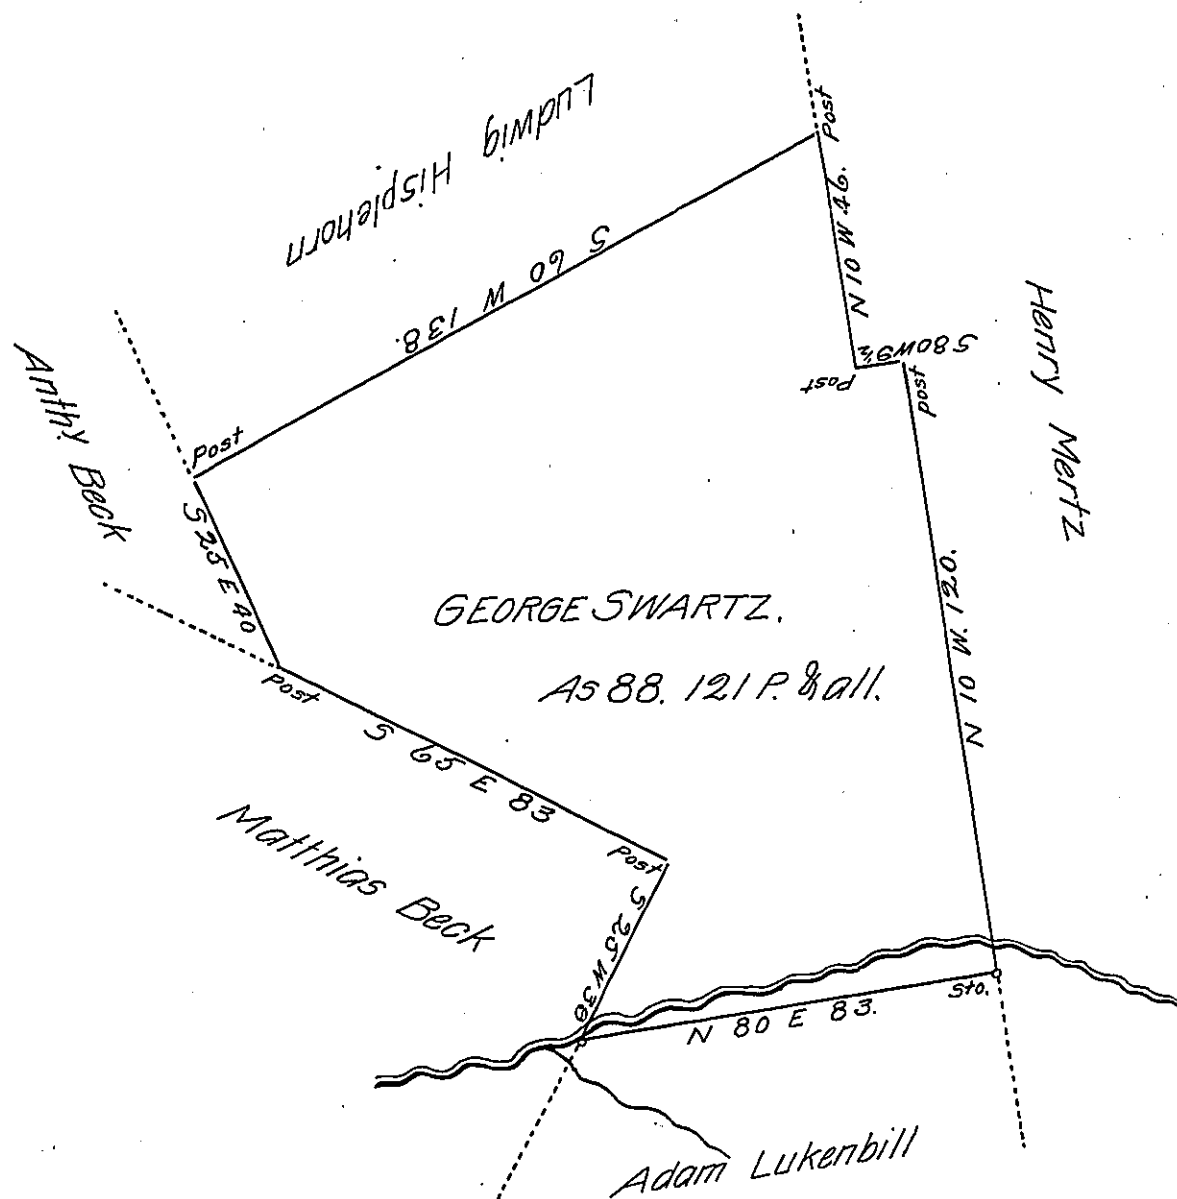 Ludwig Hisplehorn
Post
S 60 W 138.
N 10 W 46.
S 80 W 9½
Post
Post
Henry Mertz
Anthy. Beck
Post
S 25 E 40
N 10 W. 120.
GEORGE SWARTZ.
As 88. 121 P. & all.
Post
S 65 E 83
Matthias Beck
Post
S 25 W 38
Sto.
N 80 E 83.
Adam Lukenbill